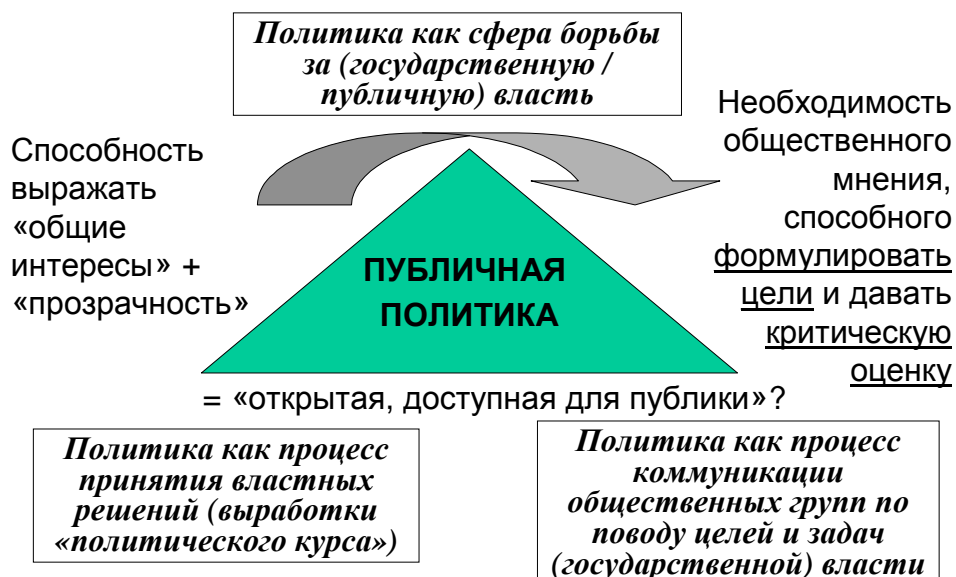 Политика как сфера борьбы
за (государственную /
публичную) власть
Способность
выражать
«общие
интересы» +
«прозрачность»
Необходимость
общественного
мнения,
способного
формулировать
цели и давать
критическую
оценку
ПУБЛИЧНАЯ
ПОЛИТИКА
= «открытая, доступная для публики»?
Политика как процесс
принятия властных
решений (выработки
«политического курса»)
Политика как процесс
коммуникации
общественных групп по
поводу целей и задач
(государственной) власти